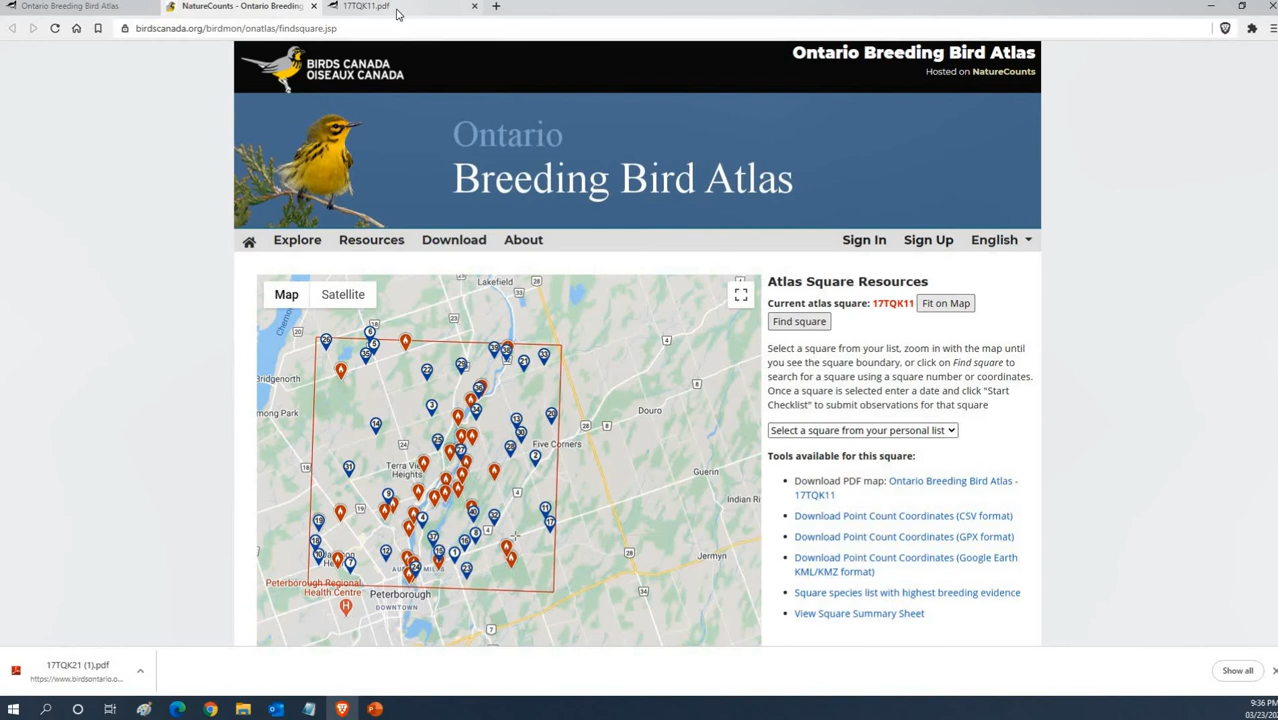 Ontario Breeding Bird Atlas
NatureCounts - Ontario Breeding
17TQK11.pdf
birdscanada.org/birdmon/onatlas/findsquare.jsp
BIRDS CANADA
OISEAUX CANADA
Ontario Breeding Bird Atlas
Hosted on NatureCounts
Ontario
Breeding Bird Atlas
Explore
Resources
Download
About
Sign In
Sign Up
English
Map
Satellite
Lakefield
Bridgenorth
mong Park
Douro
Five Corners
Terra View
Heights
Guerin
Indian Ri
Jermyn
Peterborough Regional
Health Centre
Peterborough
DOWNTOWN
Atlas Square Resources
Current atlas square: 17TQK11 Fit on Map
Find square
Select a square from your list, zoom in with the map until
you see the square boundary, or click on Find square to
search for a square using a square number or coordinates.
Once a square is selected enter a date and click "Start
Checklist" to submit observations for that square
Select a square from your personal list
Tools available for this square:
Download PDF map: Ontario Breeding Bird Atlas -
17TQK11
Download Point Count Coordinates (CSV format)
Download Point Count Coordinates (GPX format)
Download Point Count Coordinates (Google Earth
KML/KMZ format)
Square species list with highest breeding evidence
View Square Summary Sheet
17TQK21 (1).pdf
https://www.birdsontario.o...
Show all
9:36 PM